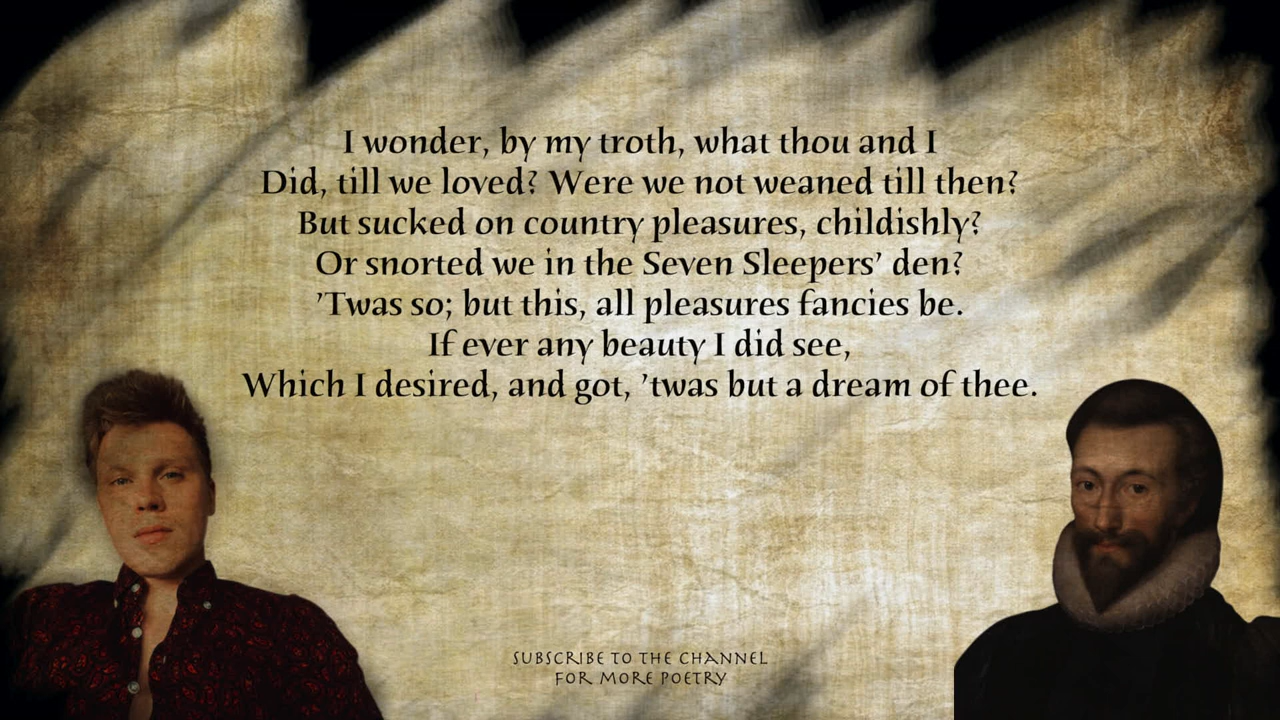 I wonder, by my troth, what thou and I
Did, till we loved? Were we not weaned till then?
But sucked on country pleasures, childishly?
Or snorted we in the Seven Sleepers’ den?
’Twas so; but this, all pleasures fancies be.
If ever any beauty I did see,
Which I desired, and got, ’twas but a dream of thee.
SUBSCRIBE TO THE CHANNEL
FOR MORE POETRY